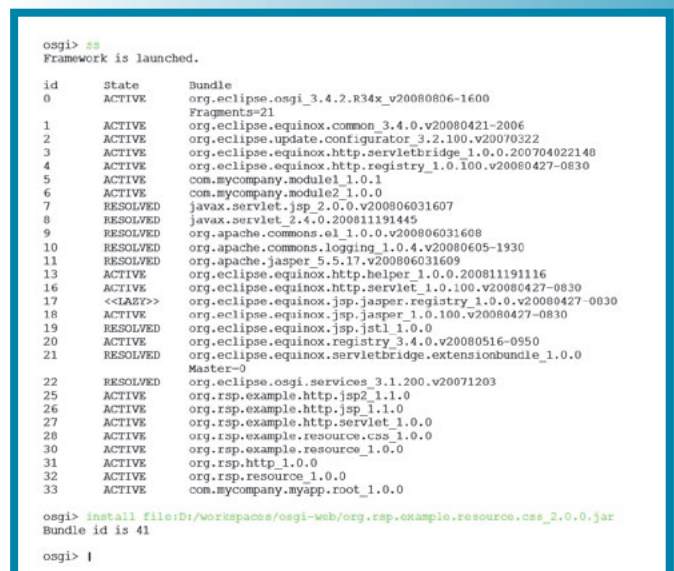 osgi> ss
Framework is launched.
id State Bundle
0 ACTIVE org.eclipse.osgi_3.4.2.R34x_v20080806-1600
Fragments=21
1 ACTIVE org.eclipse.equinox.common_3.4.0.v20080421-2006
2 ACTIVE org.eclipse.update.configurator_3.2.100.v20070322
3 ACTIVE org.eclipse.equinox.http.servletbridge_1.0.0.200704022148
4 ACTIVE org.eclipse.equinox.http.registry_1.0.100.v20080427-0830
5 ACTIVE com.mycompany.module1_1.0.1
6 ACTIVE com.mycompany.module2_1.0.0
7 RESOLVED javax.servlet.jsp_2.0.0.v200806031607
8 RESOLVED javax.servlet_2.4.0.200811191445
9 RESOLVED org.apache.commons.el_1.0.0.v200806031608
10 RESOLVED org.apache.commons.logging_1.0.4.v20080605-1930
11 RESOLVED org.apache.jasper_5.5.17.v200806031609
13 ACTIVE org.eclipse.equinox.http.helper_1.0.0.200811191116
16 ACTIVE org.eclipse.equinox.http.servlet_1.0.100.v20080427-0830
17 <<LAZY>> org.eclipse.equinox.jsp.jasper.registry_1.0.0.v20080427-0830
18 ACTIVE org.eclipse.equinox.jsp.jasper_1.0.100.v20080427-0830
19 RESOLVED org.eclipse.equinox.jsp.jstl_1.0.0
20 ACTIVE org.eclipse.equinox.registry_3.4.0.v20080516-0950
21 RESOLVED org.eclipse.equinox.servletbridge.extensionbundle_1.0.0
Master=0
22 RESOLVED org.eclipse.osgi.services_3.1.200.v20071203
25 ACTIVE org.rsp.example.http.jsp2_1.1.0
26 ACTIVE org.rsp.example.http.jsp_1.1.0
27 ACTIVE org.rsp.example.http.servlet_1.0.0
28 ACTIVE org.rsp.example.resource.css_1.0.0
30 ACTIVE org.rsp.example.resource_1.0.0
31 ACTIVE org.rsp.http_1.0.0
32 ACTIVE org.rsp.resource_1.0.0
33 ACTIVE com.mycompany.myapp.root_1.0.0
osgi> install file:D:/workspaces/osgi-web/org.rsp.example.resource.css_2.0.0.jar
Bundle id is 41
osgi>